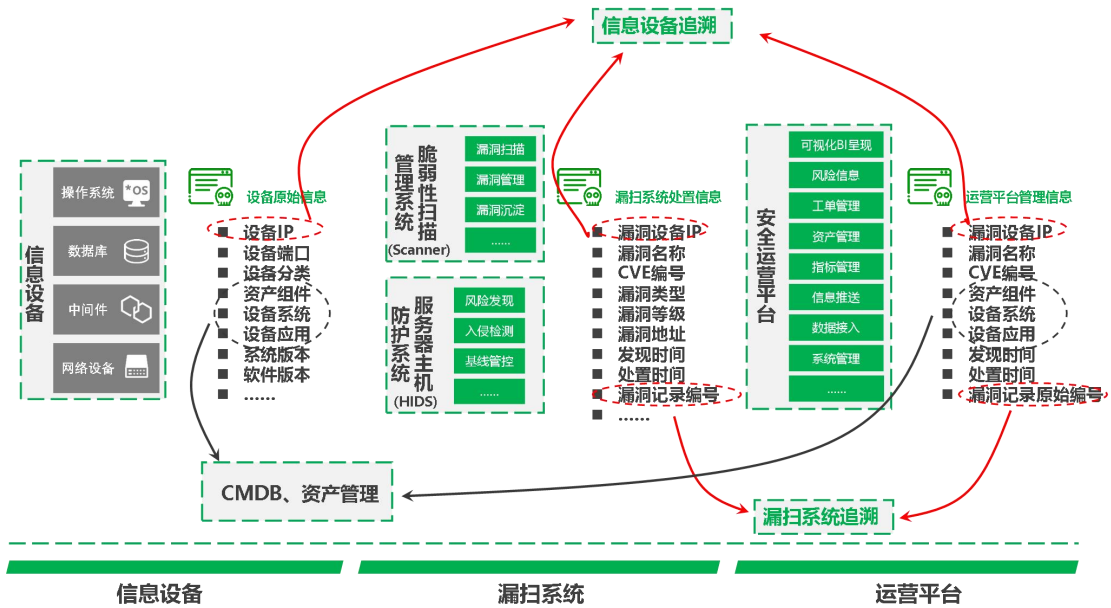 信息设备追溯
信息设备
操作系统
*OS
数据库
中间件
网络设备
设备原始信息
设备IP
设备端口
设备分类
资产组件
设备系统
设备应用
系统版本
软件版本
......
脆弱性扫描
管理系统
(Scanner)
漏洞扫描
漏洞管理
漏洞沉淀
......
服务器主机
防护系统
(HIDS)
风险发现
入侵检测
基线管控
......
漏扫系统处置信息
漏洞设备IP
漏洞名称
CVE编号
漏洞类型
漏洞等级
漏洞地址
发现时间
处置时间
漏洞记录编号
......
安全运营平台
可视化BI呈现
风险信息
工单管理
资产管理
指标管理
信息推送
数据接入
系统管理
......
运营平台管理信息
漏洞设备IP
漏洞名称
CVE编号
资产组件
设备系统
设备应用
发现时间
处置时间
漏洞记录原始编号
CMDB、资产管理
漏扫系统追溯
信息设备
漏扫系统
运营平台